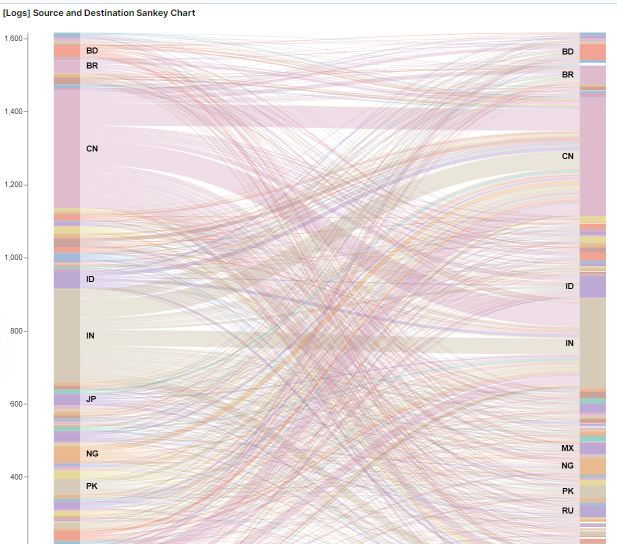 [Logs] Source and Destination Sankey Chart
1,600
BD
BD
BR
BR
1,400
CN
CN
1,200
1,000
ID
ID
800
IN
IN
600
JP
MX
NG
NG
400
PK
PK
RU